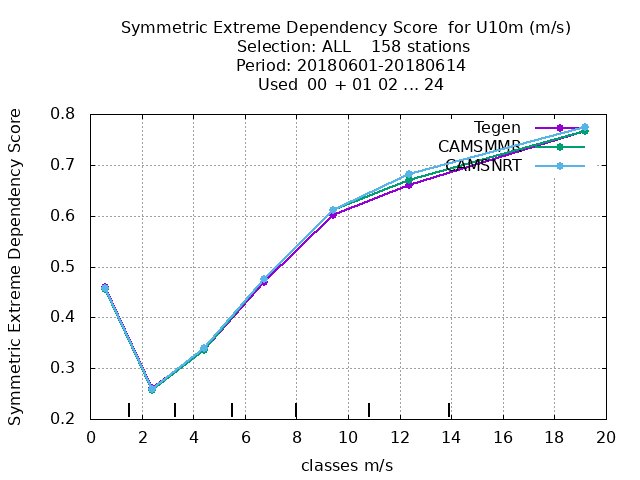 Symmetric Extreme Dependency Score for U10m (m/s)
Selection: ALL 158 stations
Period: 20180601-20180614
Used 00 + 01 02 ... 24
Symmetric Extreme Dependency Score
0.8
0.7
0.6
0.5
0.4
0.3
0.2
Tegen
CAMSMMR
CAMSNRT
0 2 4 6 8 10 12 14 16 18 20
classes m/s